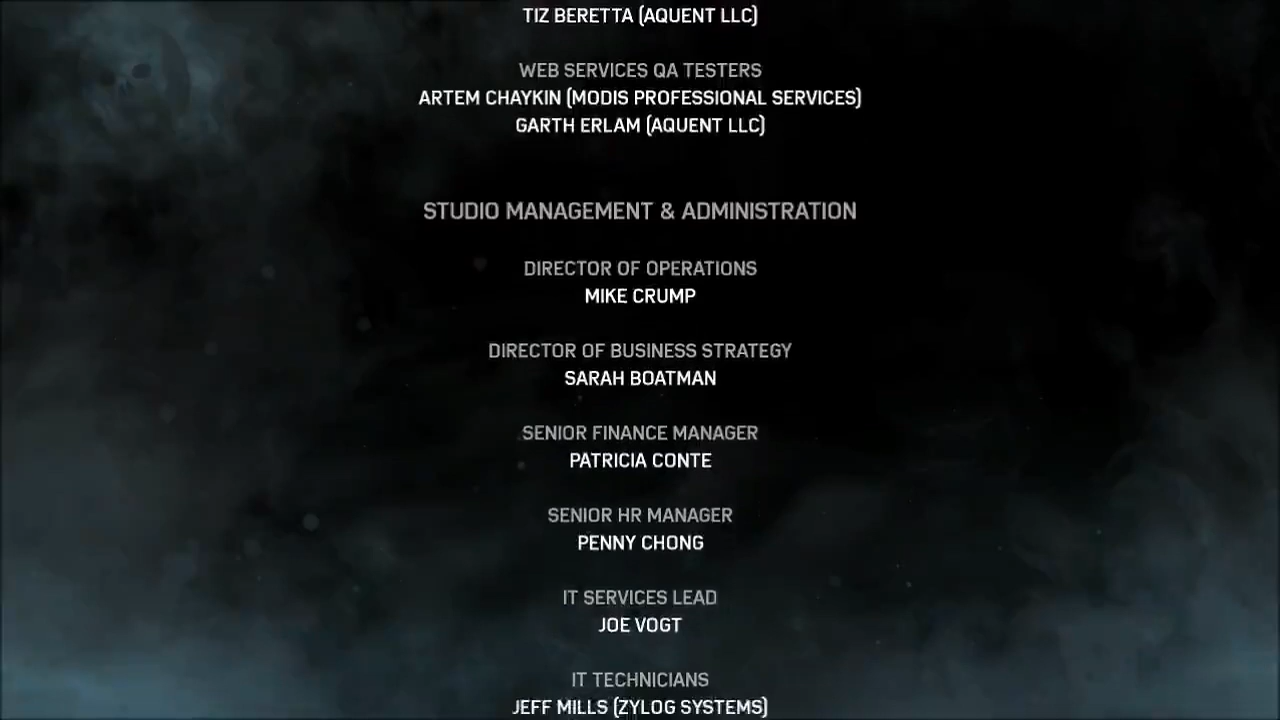 TIZ BERETTA (AQUENT LLC)
WEB SERVICES QA TESTERS
ARTEM CHAYKIN (MODIS PROFESSIONAL SERVICES)
GARTH ERLAM (AQUENT LLC)
STUDIO MANAGEMENT & ADMINISTRATION
DIRECTOR OF OPERATIONS
MIKE CRUMP
DIRECTOR OF BUSINESS STRATEGY
SARAH BOATMAN
SENIOR FINANCE MANAGER
PATRICIA CONTE
SENIOR HR MANAGER
PENNY CHONG
IT SERVICES LEAD
JOE VOGT
IT TECHNICIANS
JEFF MILLS (ZYLOG SYSTEMS)